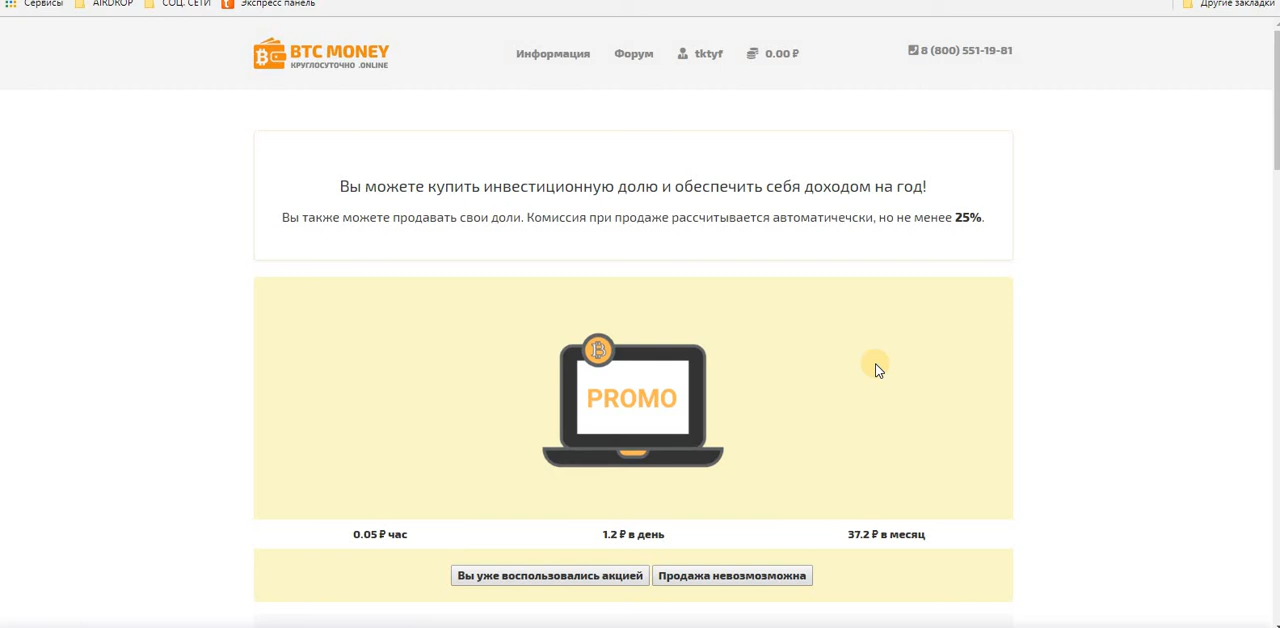 Сервисы AIRDROP СОЦ. СЕТИ Экспресс панель Другие закладки
BTC MONEY
КРУГЛОСУТОЧНО .ONLINE
Информация Форум tktyf 0.00 ₽ 8 (800) 551-19-81
Вы можете купить инвестиционную долю и обеспечить себя доходом на год!
Вы также можете продавать свои доли. Комиссия при продаже рассчитывается автоматичечски, но не менее 25%.
PROMO
0.05 ₽ час 1.2 ₽ в день 37.2 ₽ в месяц
Вы уже воспользовались акцией Продажа невозмозможна